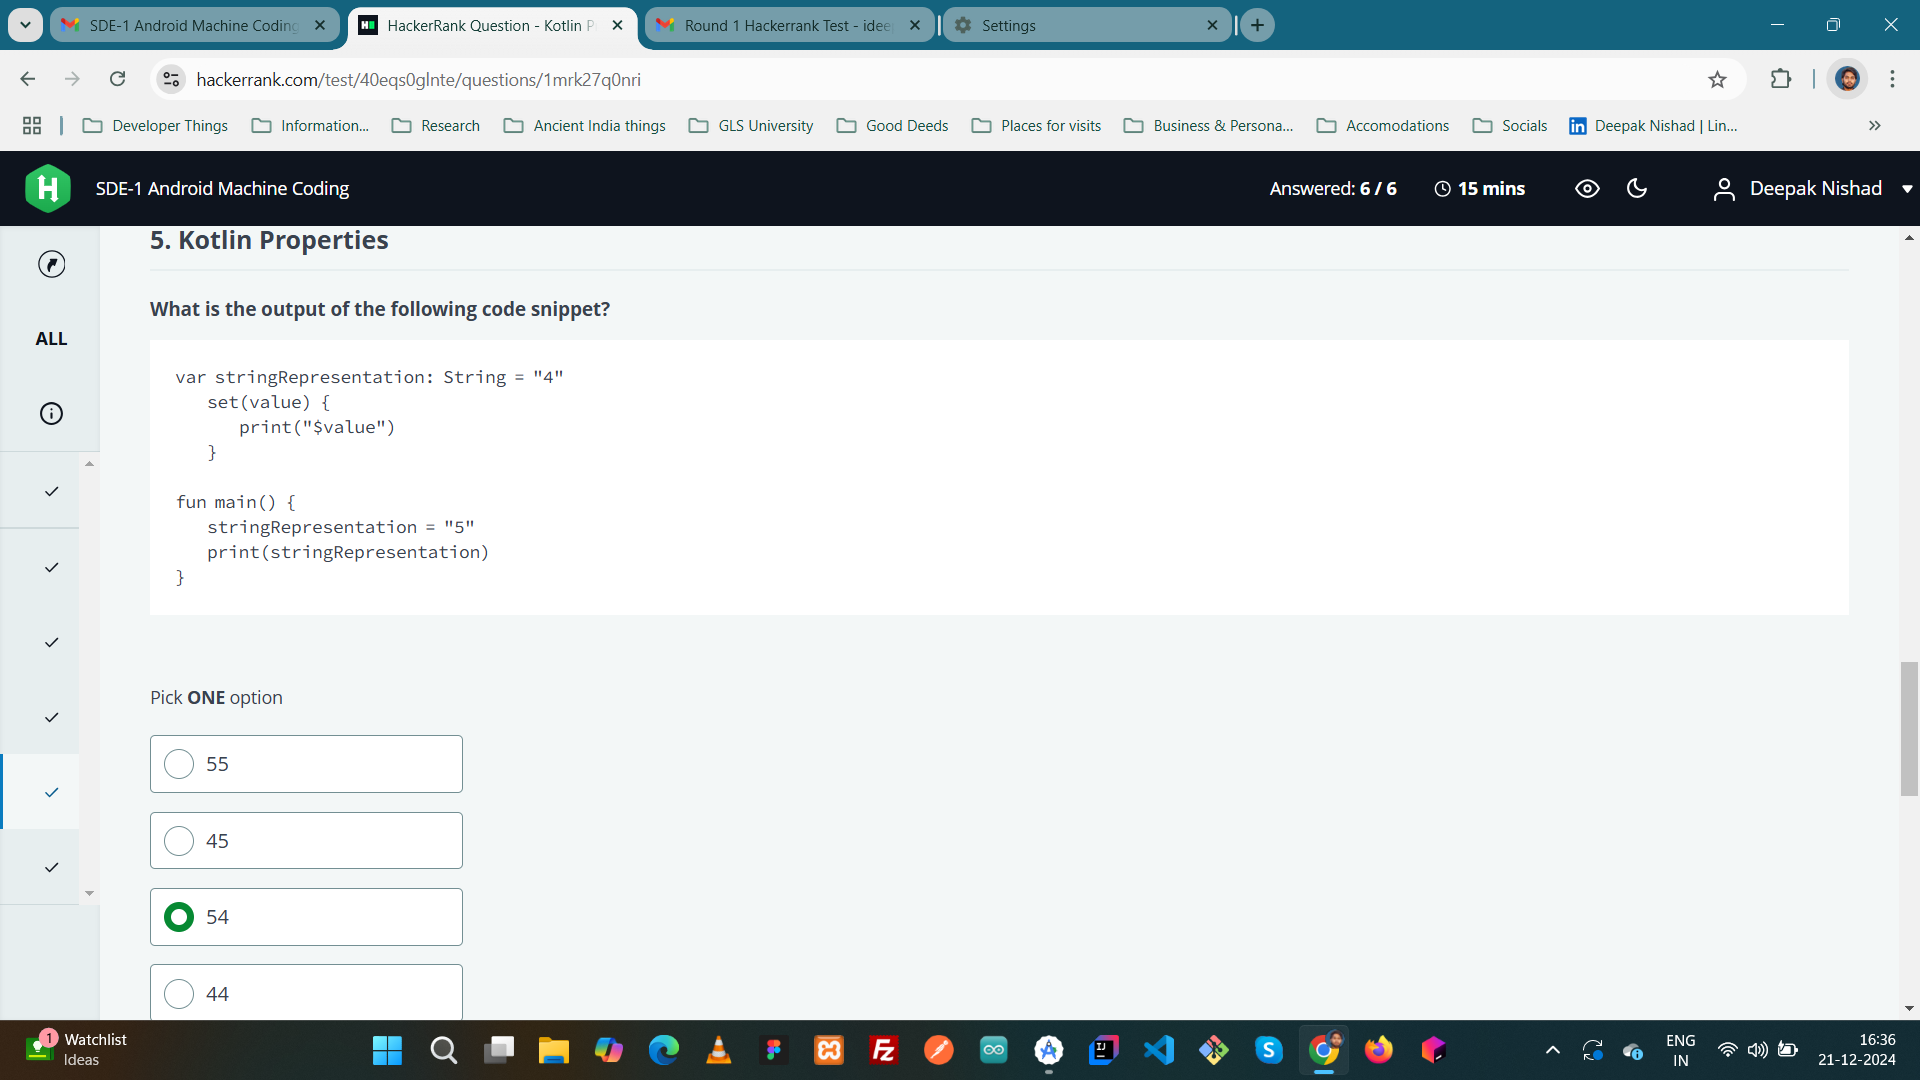 SDE-1 Android Machine Coding
HackerRank Question - Kotlin P
Round 1 Hackerrank Test - idee
Settings
hackerrank.com/test/40eqs0glnte/questions/1mrk27q0nri
Developer Things
Information...
Research
Ancient India things
GLS University
Good Deeds
Places for visits
Business & Persona...
Accomodations
Socials
Deepak Nishad | Lin...
SDE-1 Android Machine Coding
Answered: 6 / 6
15 mins
Deepak Nishad
ALL
5. Kotlin Properties
What is the output of the following code snippet?
var stringRepresentation: String = "4"
set(value) {
print("$value")
}
fun main() {
stringRepresentation = "5"
print(stringRepresentation)
}
Pick ONE option
55
45
54
44
1
Watchlist
Ideas
ENG
IN
16:36
21-12-2024